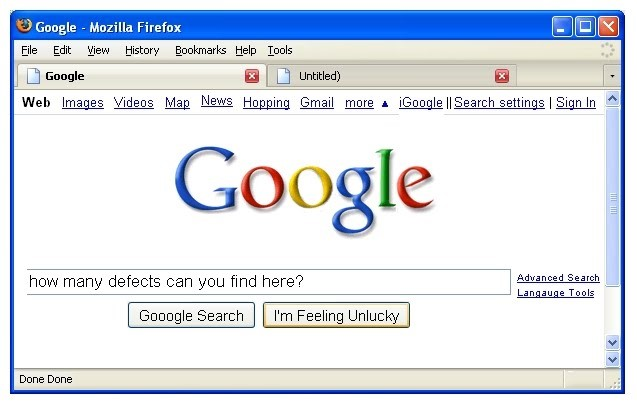 Google - Mozilla Firefox
File Edit View History Bookmarks Help Tools
Google Untitled)
Web Images Videos Map News Hopping Gmail more ▲ iGoogle || Search settings | Sign In
Google
how many defects can you find here?
Advanced Search
Langauge Tools
Gooogle Search I'm Feeling Unlucky
Done Done